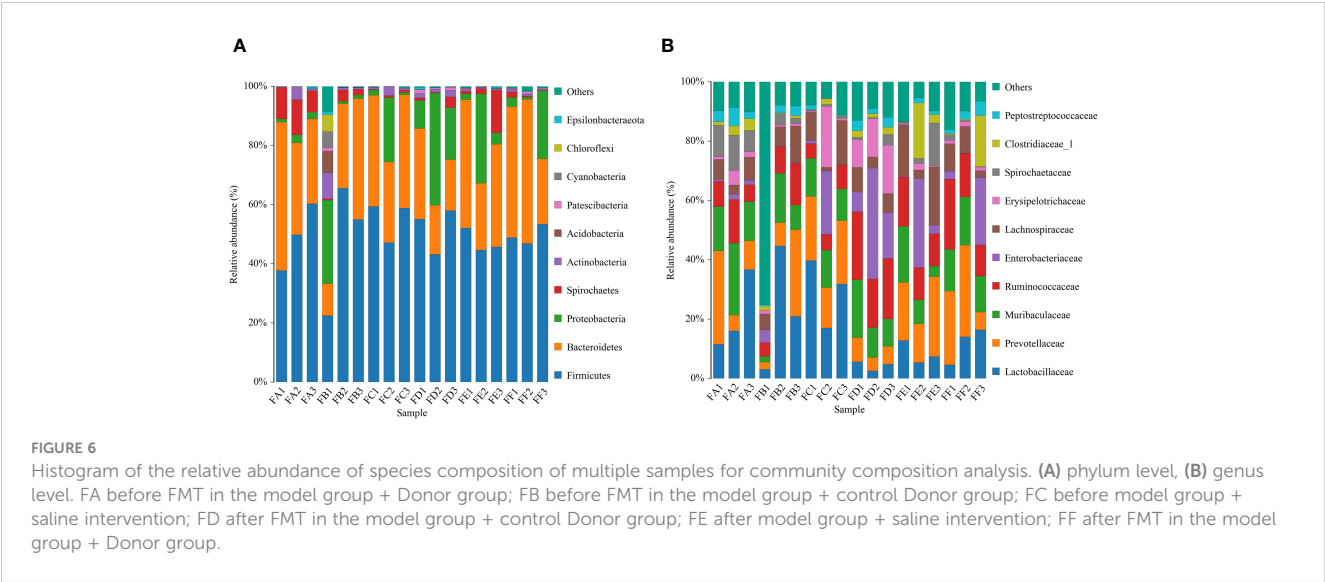 A
B
100%
80%
60%
40%
20%
0%
Relative abundance (%)
FA1 FA2 FA3 FB1 FB2 FB3 FC1 FC2 FC3 FD1 FD2 FD3 FE1 FE2 FE3 FF1 FF2 FF3
Sample
Others
Epsilonbacteraeota
Chloroflexi
Cyanobacteria
Patescibacteria
Acidobacteria
Actinobacteria
Spirochaetes
Proteobacteria
Bacteroidetes
Firmicutes
100%
80%
60%
40%
20%
0%
Relative abundance (%)
FA1 FA2 FA3 FB1 FB2 FB3 FC1 FC2 FC3 FD1 FD2 FD3 FE1 FE2 FE3 FF1 FF2 FF3
Sample
Others
Peptostreptococcaceae
Clostridiaceae_1
Spirochaetaceae
Erysipelotrichaceae
Lachnospiraceae
Enterobacteriaceae
Ruminococcaceae
Muribaculaceae
Prevotellaceae
Lactobacillaceae
FIGURE 6
Histogram of the relative abundance of species composition of multiple samples for community composition analysis. (A) phylum level, (B) genus
level. FA before FMT in the model group + Donor group; FB before FMT in the model group + control Donor group; FC before model group +
saline intervention; FD after FMT in the model group + control Donor group; FE after model group + saline intervention; FF after FMT in the model
group + Donor group.